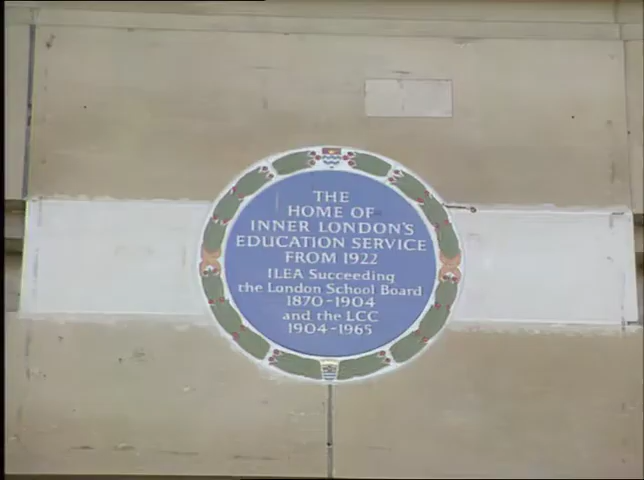 THE
HOME OF
INNER LONDON'S
EDUCATION SERVICE
FROM 1922
ILEA Succeeding
the London School Board
1870-1904
and the LCC
1904-1965